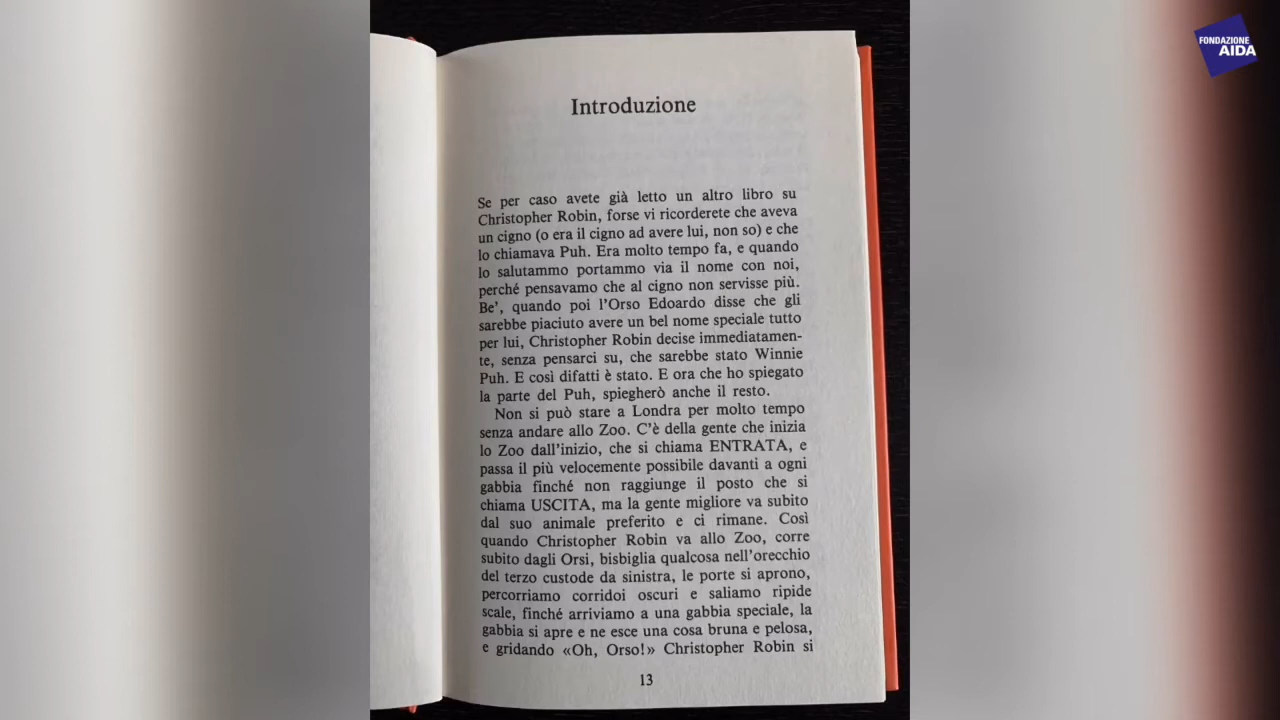 FONDAZIONE
AIDA
Introduzione
Se per caso avete già letto un altro libro su
Christopher Robin, forse vi ricorderete che aveva
un cigno (o era il cigno ad avere lui, non so) e che
lo chiamava Puh. Era molto tempo fa, e quando
lo salutammo portammo via il nome con noi,
perché pensavamo che al cigno non servisse più.
Be', quando poi l'Orso Edoardo disse che gli
sarebbe piaciuto avere un bel nome speciale tutto
per lui, Christopher Robin decise immediatamen-
te, senza pensarci su, che sarebbe stato Winnie
Puh. E così difatti è stato. E ora che ho spiegato
la parte del Puh, spiegherò anche il resto.
Non si può stare a Londra per molto tempo
senza andare allo Zoo. C'è della gente che inizia
lo Zoo dall'inizio, che si chiama ENTRATA, e
passa il più velocemente possibile davanti a ogni
gabbia finché non raggiunge il posto che si
chiama USCITA, ma la gente migliore va subito
dal suo animale preferito e ci rimane. Così
quando Christopher Robin va allo Zoo, corre
subito dagli Orsi, bisbiglia qualcosa nell'orecchio
del terzo custode da sinistra, le porte si aprono,
percorriamo corridoi oscuri e saliamo ripide
scale, finché arriviamo a una gabbia speciale, la
gabbia si apre e ne esce una cosa bruna e pelosa,
e gridando «Oh, Orso!» Christopher Robin si
13